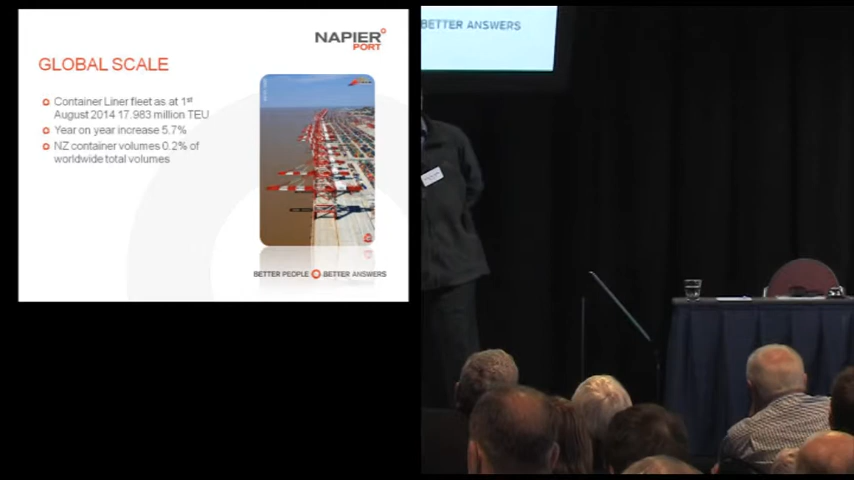 NAPIER
PORT
GLOBAL SCALE
Container Liner fleet as at 1st
August 2014 17.983 million TEU
Year on year increase 5.7%
NZ container volumes 0.2% of
worldwide total volumes
BETTER PEOPLE BETTER ANSWERS
BETTER ANSWERS